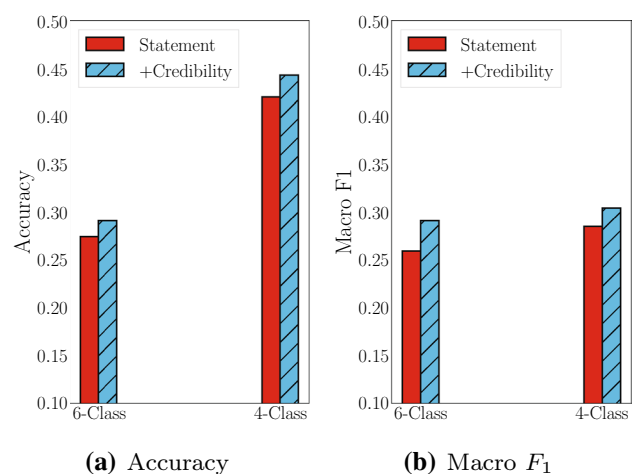 0.50
0.45
0.40
0.35
0.30
0.25
0.20
0.15
0.10
Accuracy
Statement
+Credibility
6-Class
4-Class
(a) Accuracy
0.50
0.45
0.40
0.35
0.30
0.25
0.20
0.15
0.10
Macro F1
Statement
+Credibility
6-Class
4-Class
(b) Macro F₁